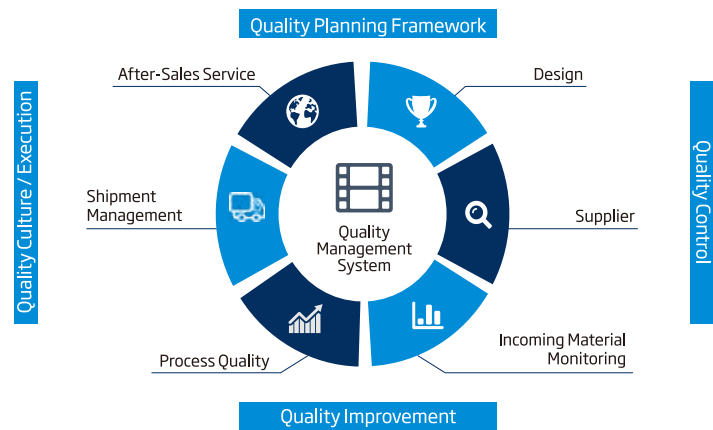 Quality Planning Framework
After-Sales Service
Design
Quality Culture / Execution
Quality Control
Shipment
Management
Quality
Management
System
Supplier
Incoming Material
Monitoring
Process Quality
Quality Improvement